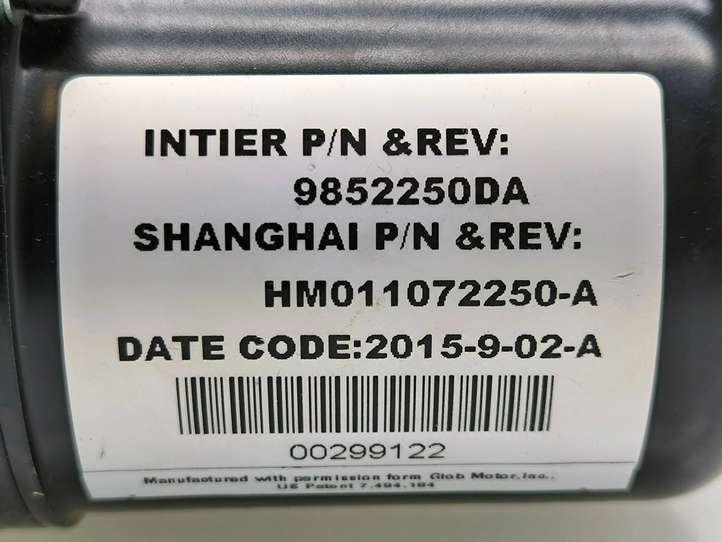 INTIER P/N &REV:
9852250DA
SHANGHAI P/N &REV:
HM011072250-A
DATE CODE:2015-9-02-A
00299122
Manufactured with permission form Glob Motor.Inc.,
US Patent 7,494,184